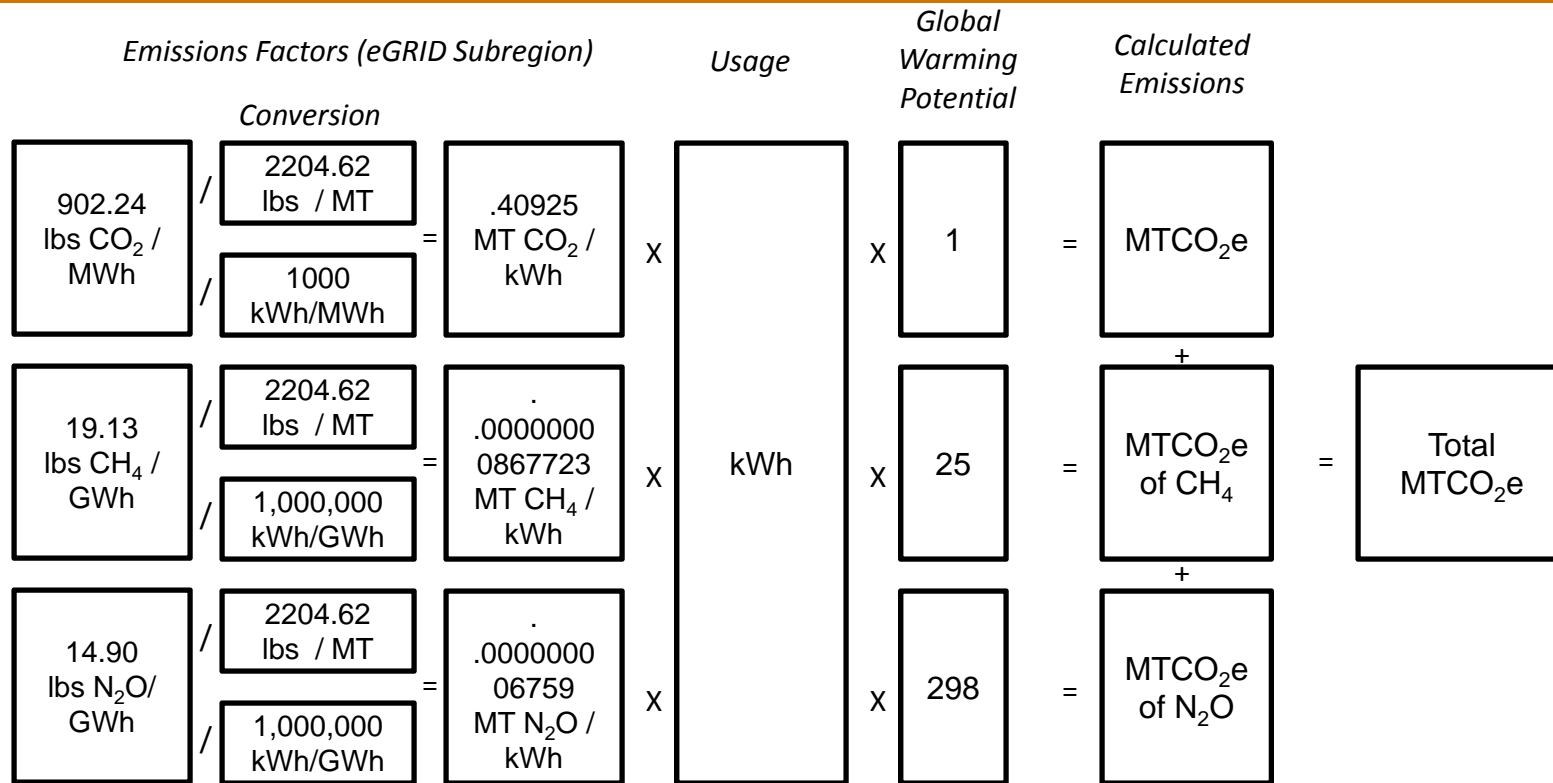 Emissions Factors (eGRID Subregion)
Usage
Global
Warming
Potential
Calculated
Emissions
Conversion
902.24
lbs CO₂ /
MWh
/
2204.62
lbs / MT
/
1000
kWh/MWh
=
.40925
MT CO₂ /
kWh
X
kWh
X
1
=
MTCO₂e
+
19.13
lbs CH₄ /
GWh
/
2204.62
lbs / MT
/
1,000,000
kWh/GWh
=
.
.0000000
0867723
MT CH₄ /
kWh
X
X
25
=
MTCO₂e
of CH₄
=
Total
MTCO₂e
+
14.90
lbs N₂O/
GWh
/
2204.62
lbs / MT
/
1,000,000
kWh/GWh
=
.
.0000000
06759
MT N₂O /
kWh
X
X
298
=
MTCO₂e
of N₂O